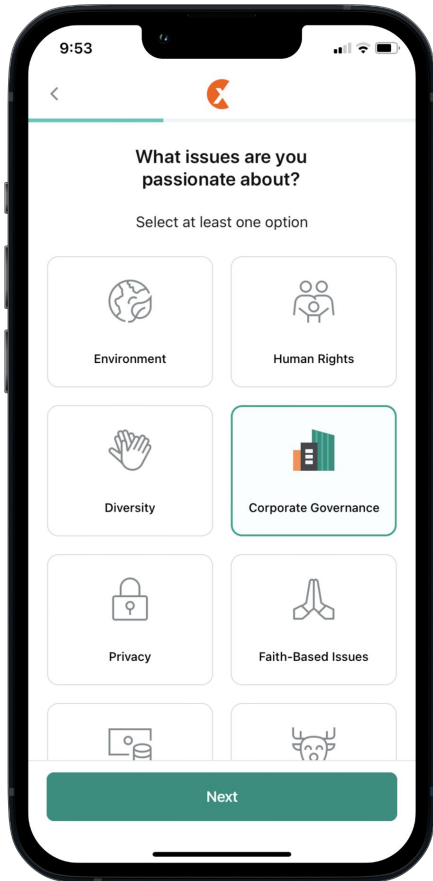 9:53
What issues are you
passionate about?
Select at least one option
Environment
Human Rights
Diversity
Corporate Governance
Privacy
Faith-Based Issues
Next